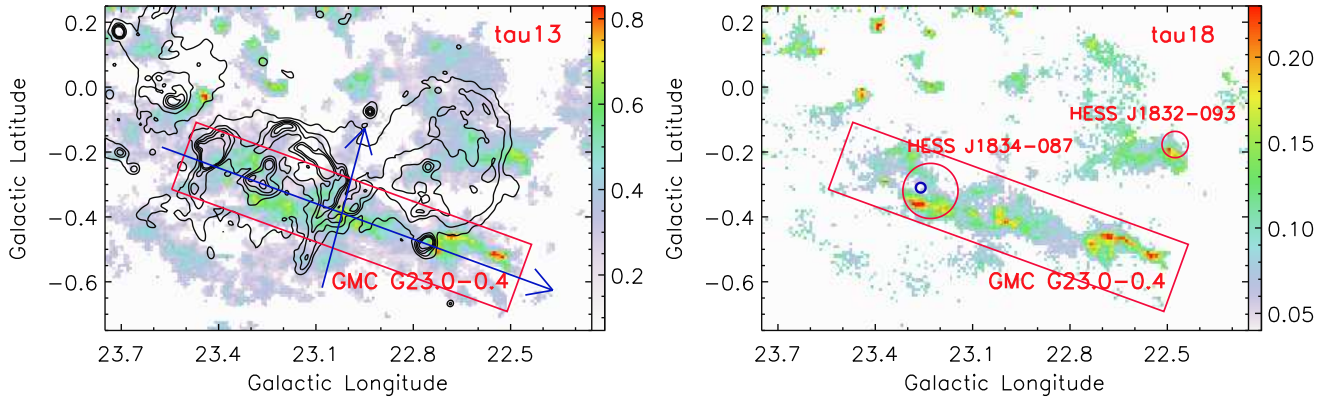 tau13
0.2
0.0
−0.2
−0.4
−0.6
Galactic Latitude
GMC G23.0−0.4
23.7
23.4
23.1
22.8
22.5
Galactic Longitude
0.8
0.6
0.4
0.2
tau18
0.2
0.0
−0.2
−0.4
−0.6
Galactic Latitude
HESS J1832−093
HESS J1834−087
GMC G23.0−0.4
23.7
23.4
23.1
22.8
22.5
Galactic Longitude
0.20
0.15
0.10
0.05